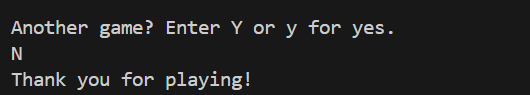 Another game? Enter Y or y for yes.
N
Thank you for playing!